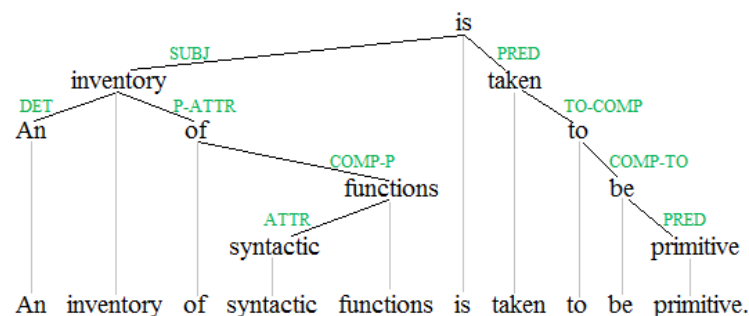 is
SUBJ PRED
inventory taken
DET P-ATTR TO-COMP
An of to
COMP-P COMP-TO
functions be
ATTR PRED
syntactic primitive
An inventory of syntactic functions is taken to be primitive.